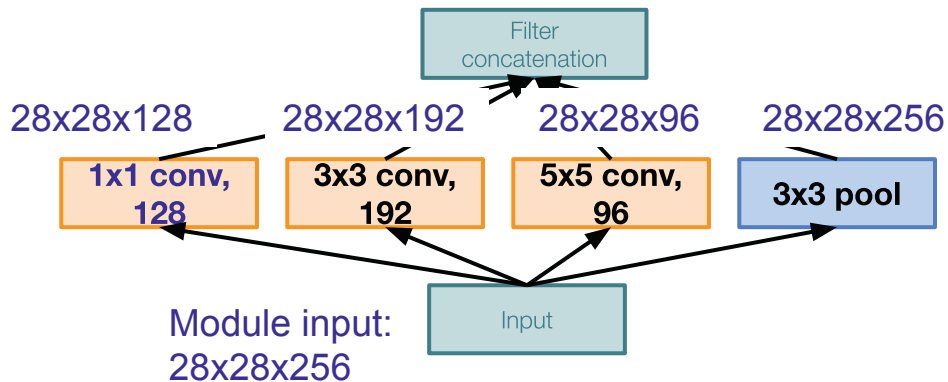 Filter
concatenation
28x28x128
28x28x192
28x28x96
28x28x256
1x1 conv,
128
3x3 conv,
192
5x5 conv,
96
3x3 pool
Input
Module input:
28x28x256